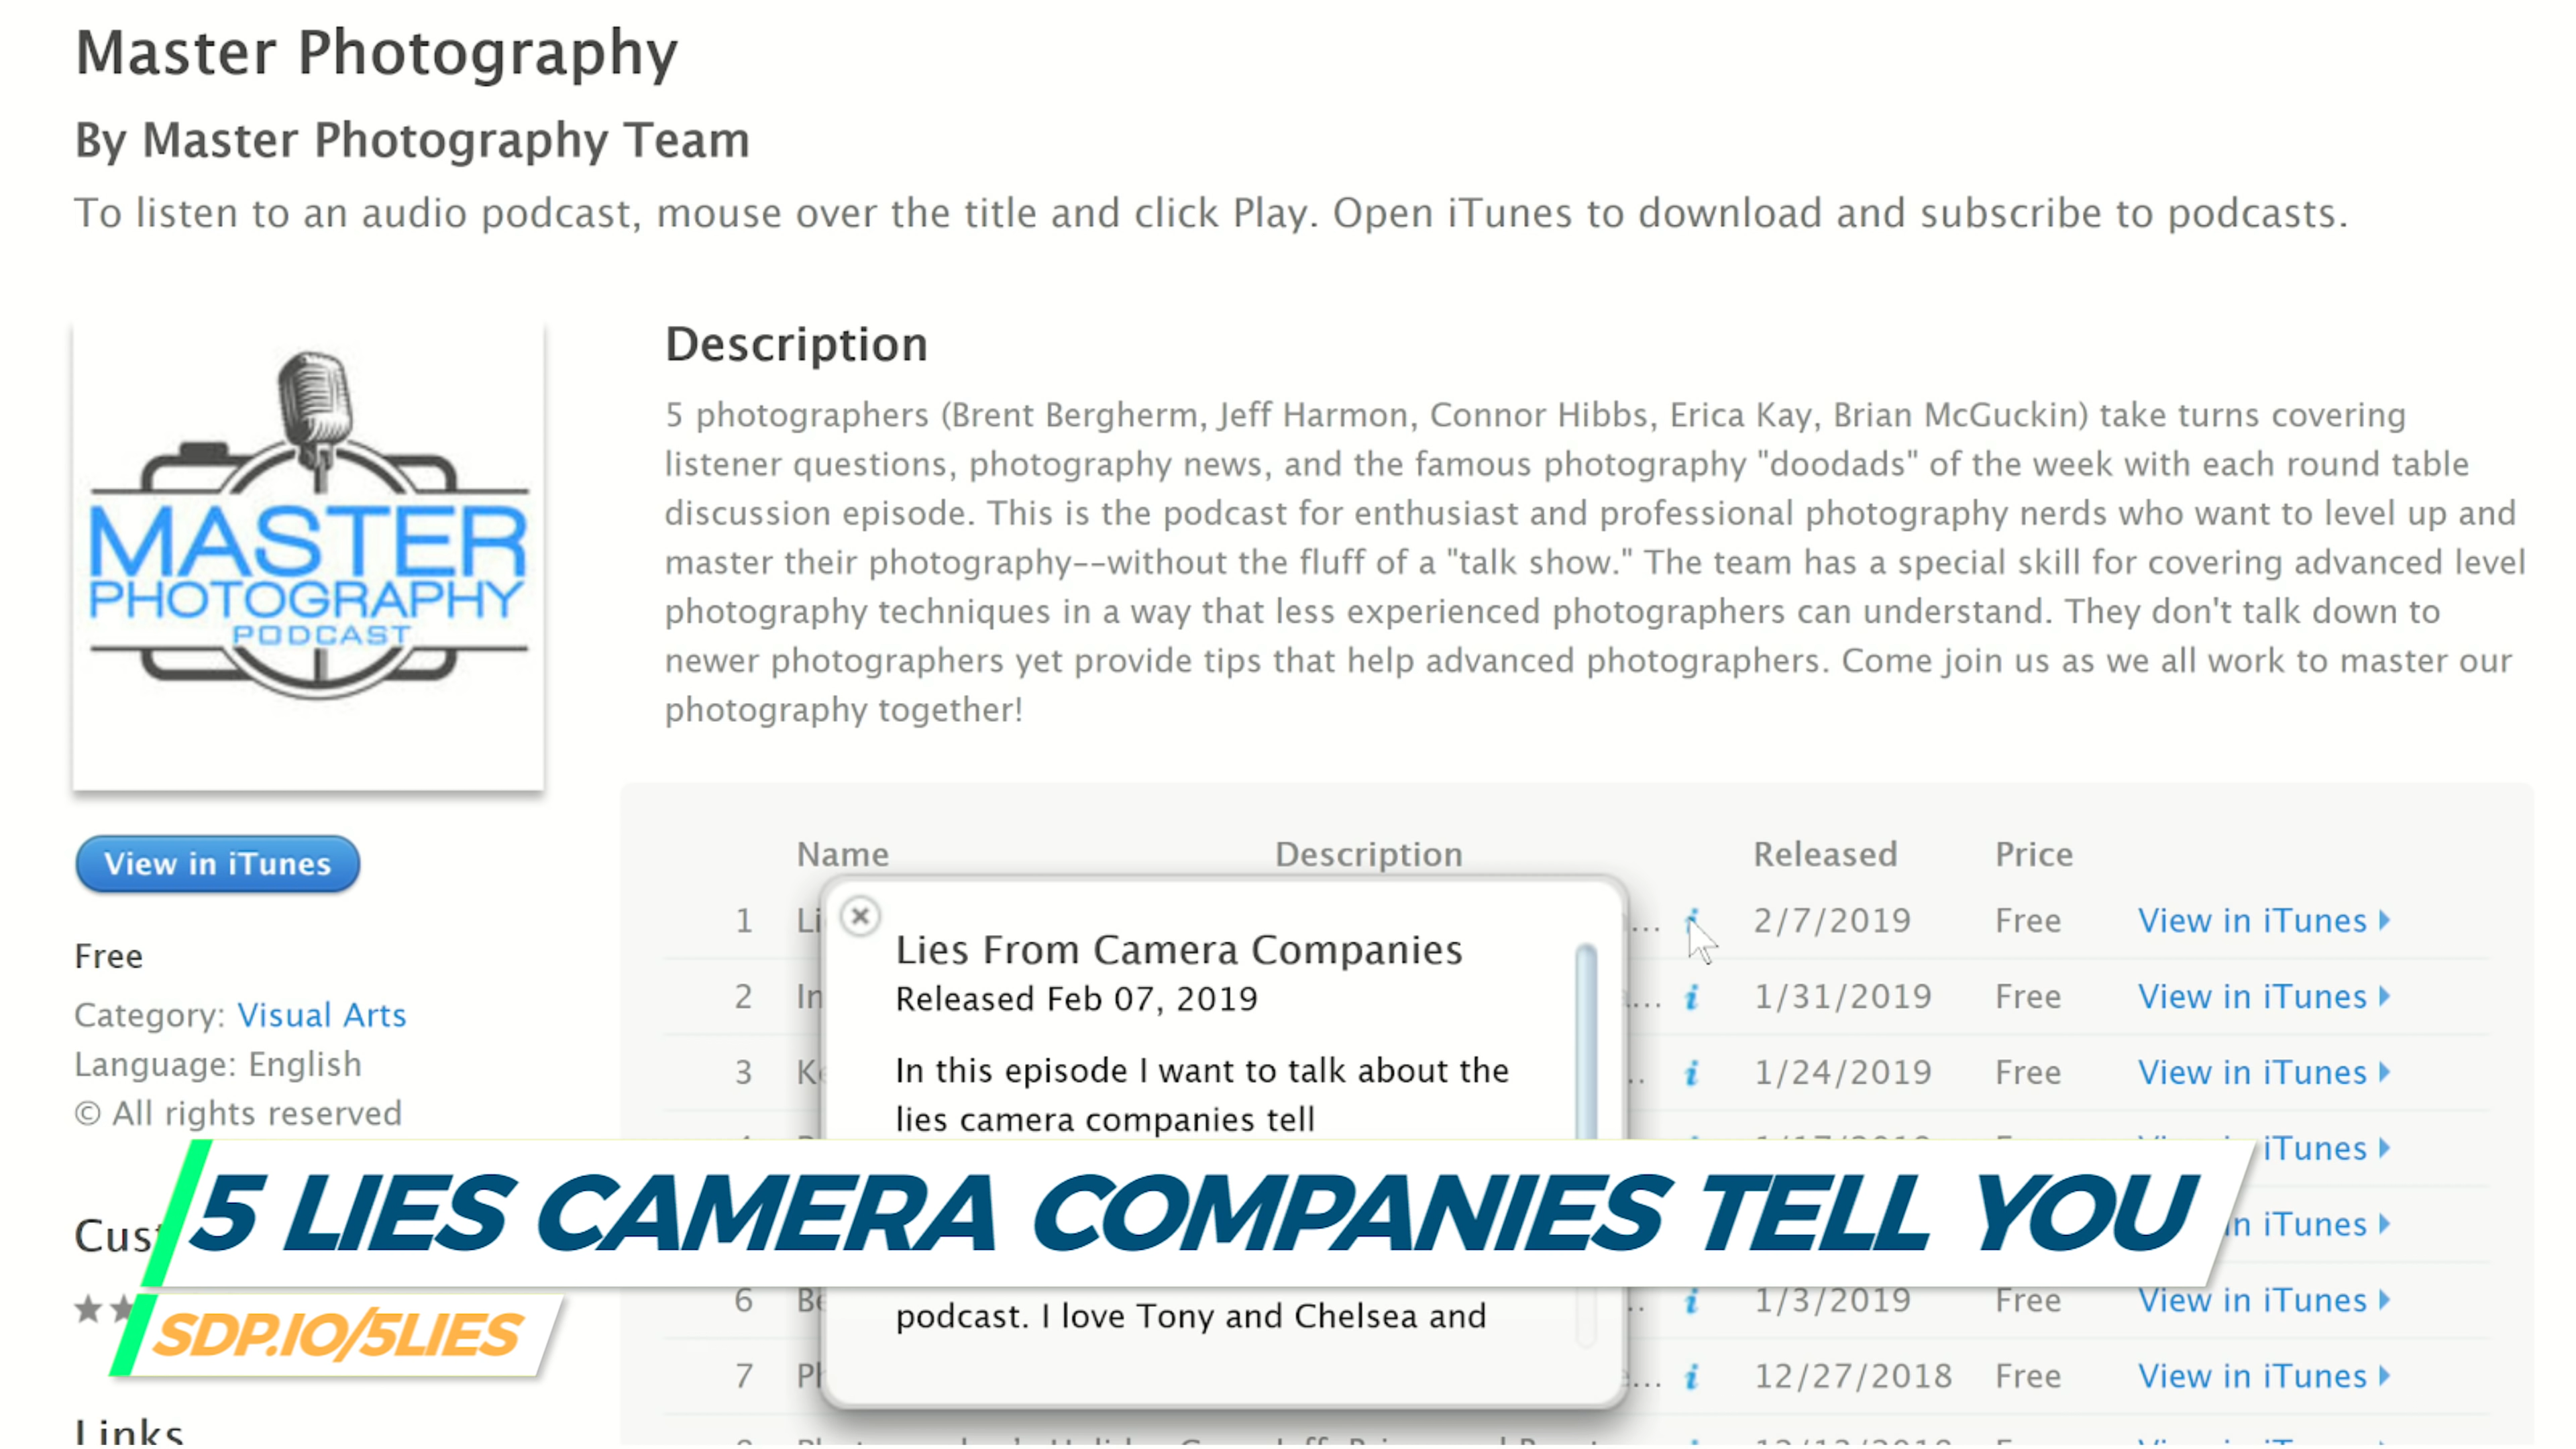 Master Photography
By Master Photography Team
To listen to an audio podcast, mouse over the title and click Play. Open iTunes to download and subscribe to podcasts.
MASTER
PHOTOGRAPHY
PODCAST
Description
5 photographers (Brent Bergherm, Jeff Harmon, Connor Hibbs, Erica Kay, Brian McGuckin) take turns covering
listener questions, photography news, and the famous photography "doodads" of the week with each round table
discussion episode. This is the podcast for enthusiast and professional photography nerds who want to level up and
master their photography--without the fluff of a "talk show." The team has a special skill for covering advanced level
photography techniques in a way that less experienced photographers can understand. They don't talk down to
newer photographers yet provide tips that help advanced photographers. Come join us as we all work to master our
photography together!
View in iTunes
Free
Category: Visual Arts
Language: English
© All rights reserved
Links
Name Description Released Price
1 ... i 2/7/2019 Free View in iTunes
2 In ... i 1/31/2019 Free View in iTunes
3 i 1/24/2019 Free View in iTunes
iTunes
in iTunes
6 i 1/3/2019 Free View in iTunes
7 ... i 12/27/2018 Free View in iTunes
Lies From Camera Companies
Released Feb 07, 2019
In this episode I want to talk about the
lies camera companies tell
podcast. I love Tony and Chelsea and
5 LIES CAMERA COMPANIES TELL YOU
SDP.IO/5LIES